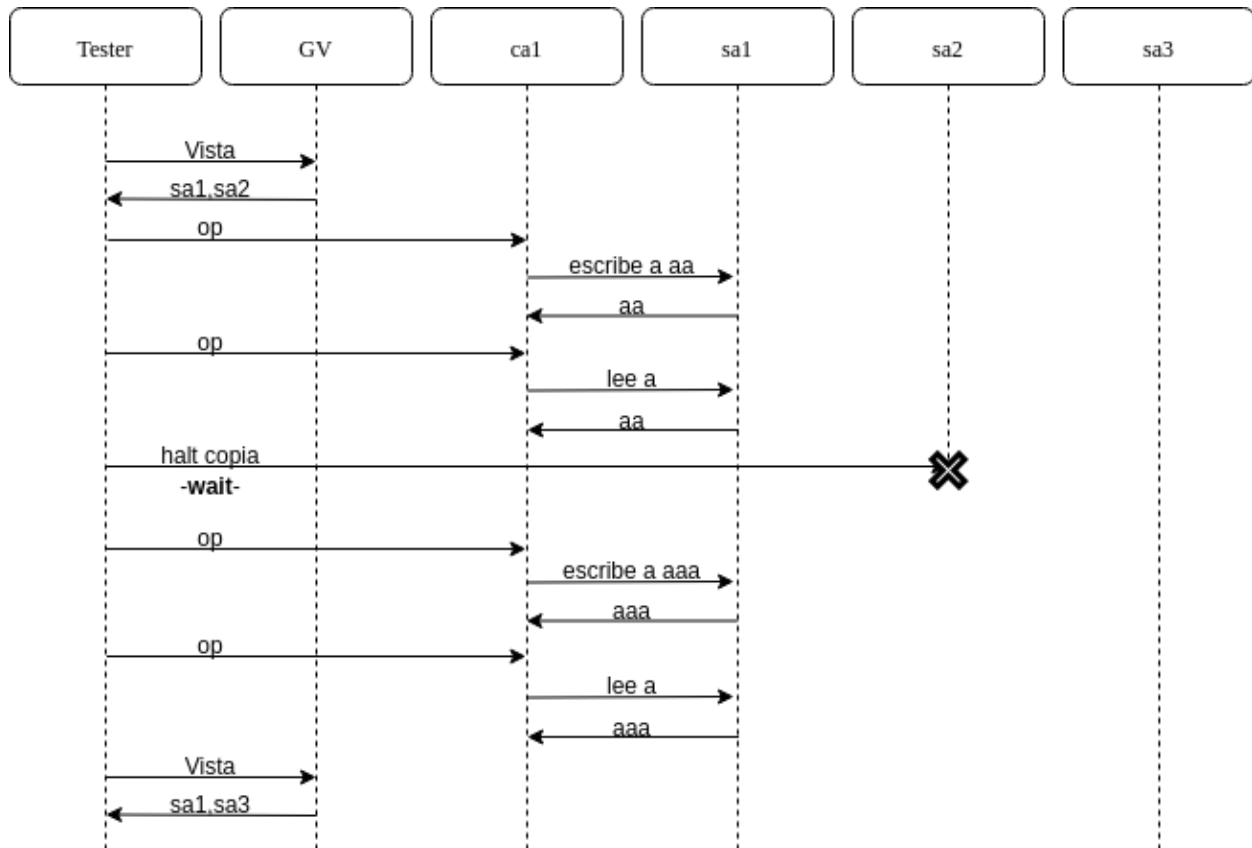 Tester
GV
ca1
sa1
sa2
sa3
Vista
sa1,sa2
op
escribe a aa
aa
op
lee a
aa
halt copia
-wait-
op
escribe a aaa
aaa
op
lee a
aaa
Vista
sa1,sa3